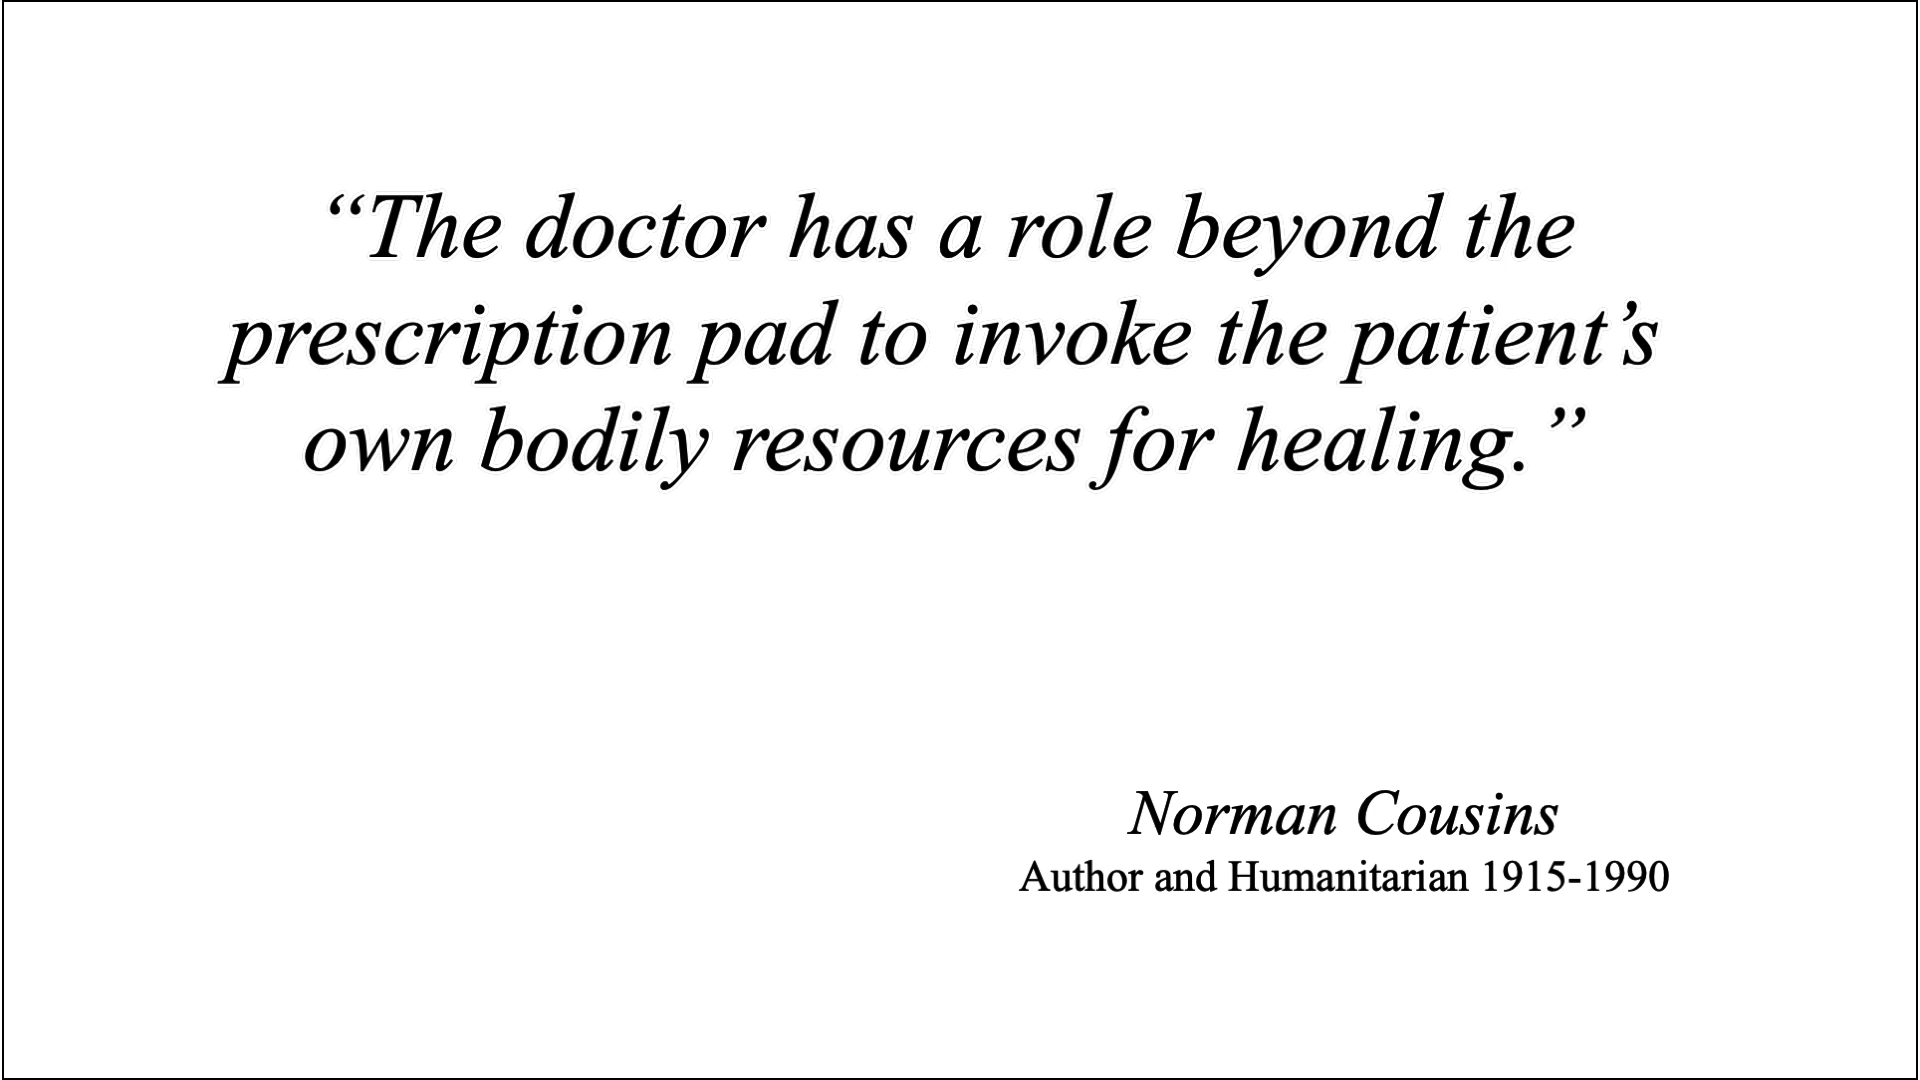 “The doctor has a role beyond the
prescription pad to invoke the patient’s
own bodily resources for healing.”
Norman Cousins
Author and Humanitarian 1915-1990